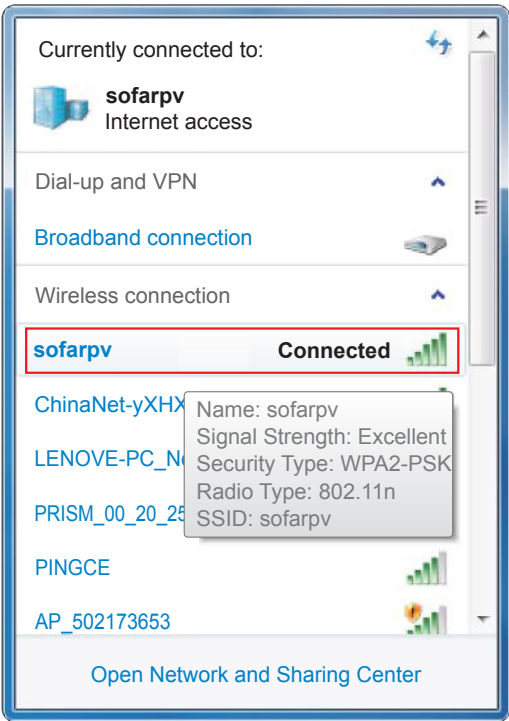 Currently connected to:
sofarpv
Internet access
Dial-up and VPN
Broadband connection
Wireless connection
sofarpv Connected
ChinaNet-yXHX
Name: sofarpv
Signal Strength: Excellent
LENOVE-PC_Ne
Security Type: WPA2-PSK
Radio Type: 802.11n
PRISM_00_20_25
SSID: sofarpv
PINGCE
AP_502173653
Open Network and Sharing Center